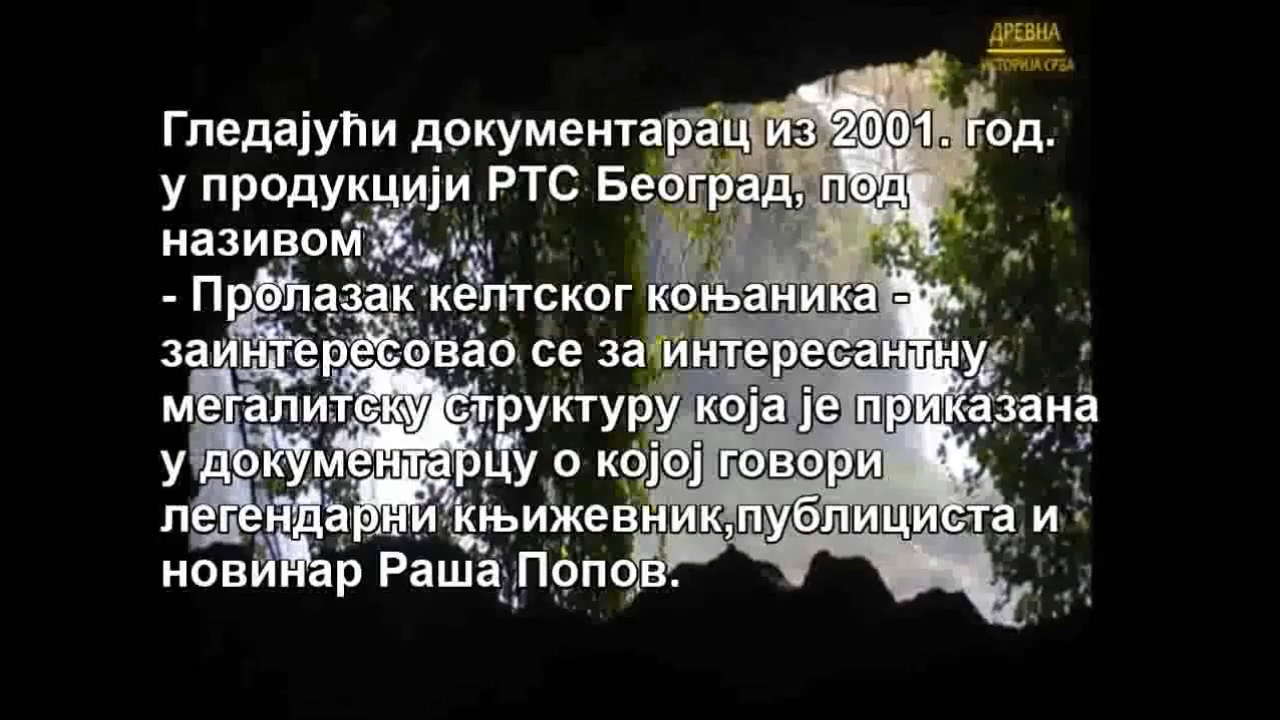 ДРЕВНА
ИСТОРИЈА СРБА
Гледајући документарац из 2001. год.
у продукцији РТС Београд, под
називом
- Пролазак келтског коњаника -
заинтересовао се за интересантну
мегалитску структуру која је приказана
у документарцу о којој говори
легендарни књижевник,публициста и
новинар Раша Попов.